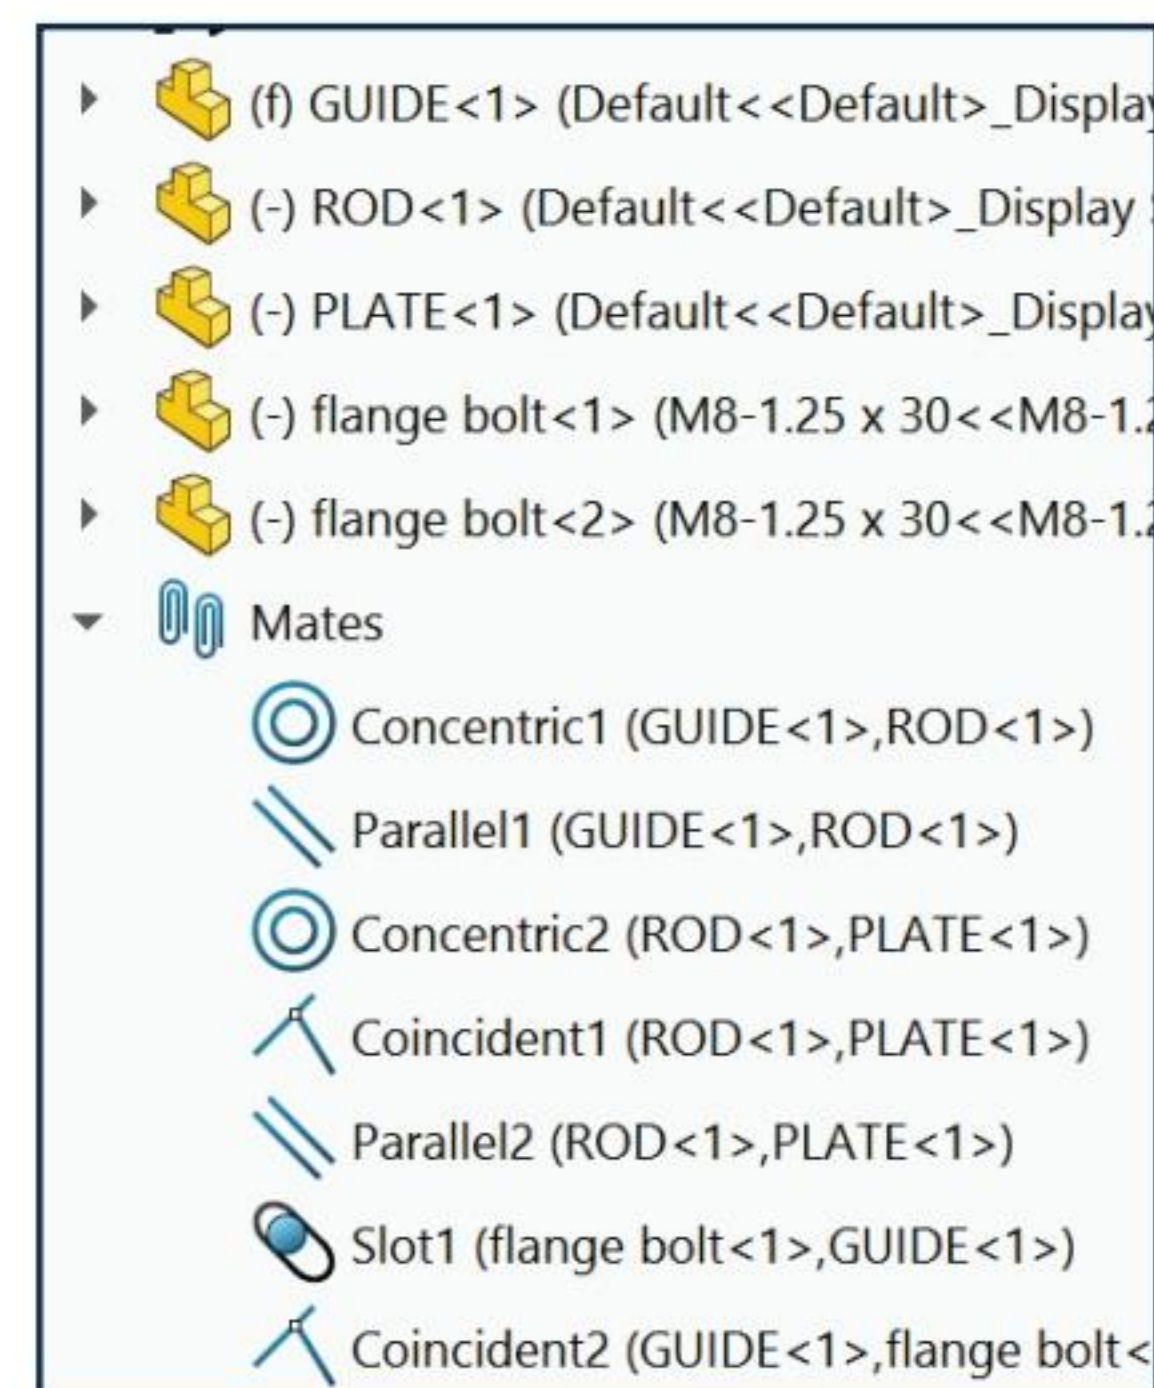 (f) GUIDE<1> (Default<<Default>_Display
(-) ROD<1> (Default<<Default>_Display
(-) PLATE<1> (Default<<Default>_Display
(-) flange bolt<1> (M8-1.25 x 30<<M8-1.2
(-) flange bolt<2> (M8-1.25 x 30<<M8-1.2
Mates
Concentric1 (GUIDE<1>,ROD<1>)
Parallel1 (GUIDE<1>,ROD<1>)
Concentric2 (ROD<1>,PLATE<1>)
Coincident1 (ROD<1>,PLATE<1>)
Parallel2 (ROD<1>,PLATE<1>)
Slot1 (flange bolt<1>,GUIDE<1>)
Coincident2 (GUIDE<1>,flange bolt<